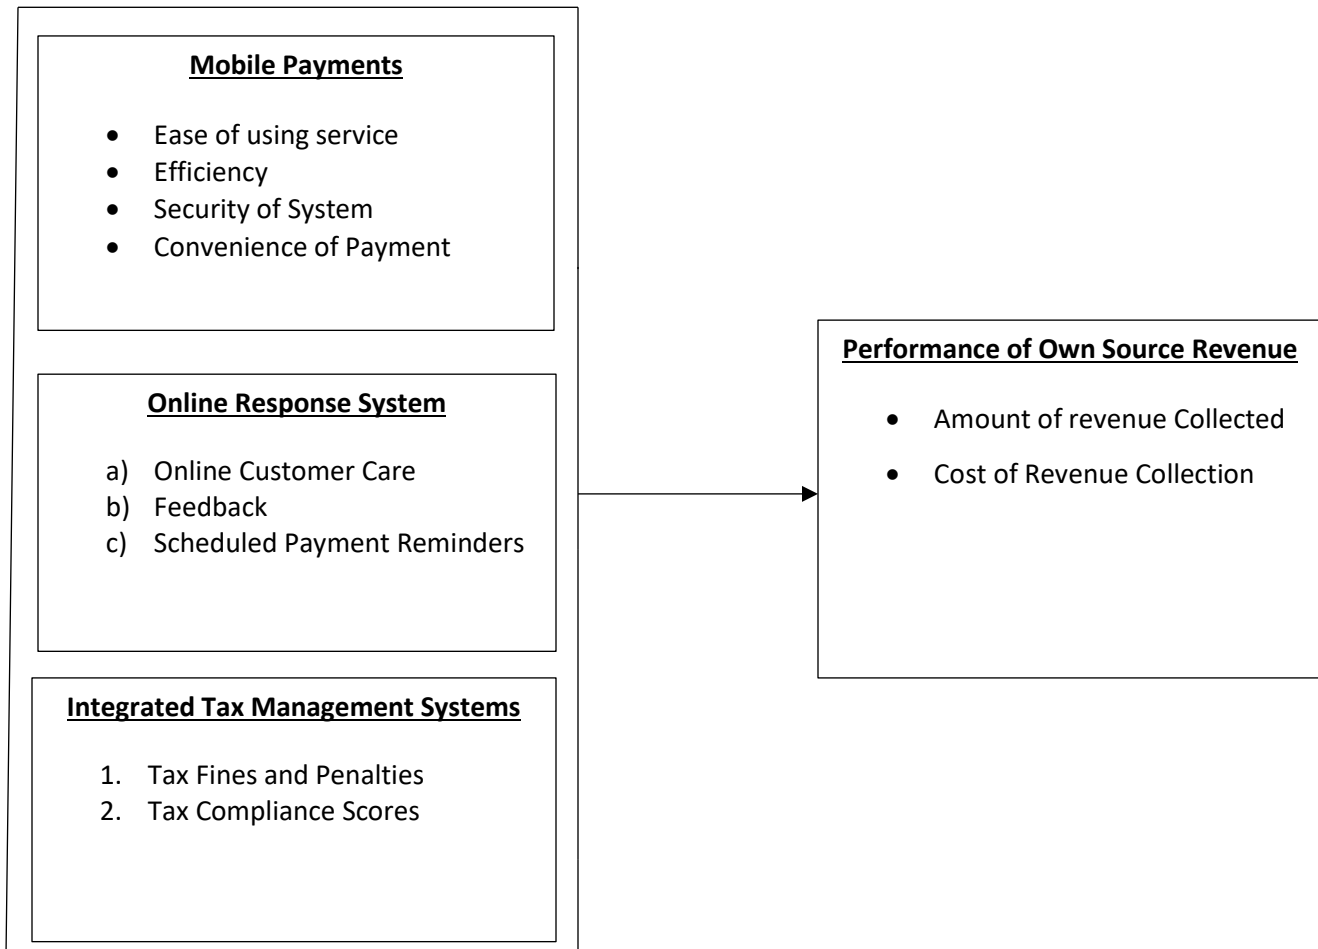 Mobile Payments
• Ease of using service
• Efficiency
• Security of System
• Convenience of Payment
Online Response System
a) Online Customer Care
b) Feedback
c) Scheduled Payment Reminders
Integrated Tax Management Systems
1. Tax Fines and Penalties
2. Tax Compliance Scores
Performance of Own Source Revenue
• Amount of revenue Collected
• Cost of Revenue Collection